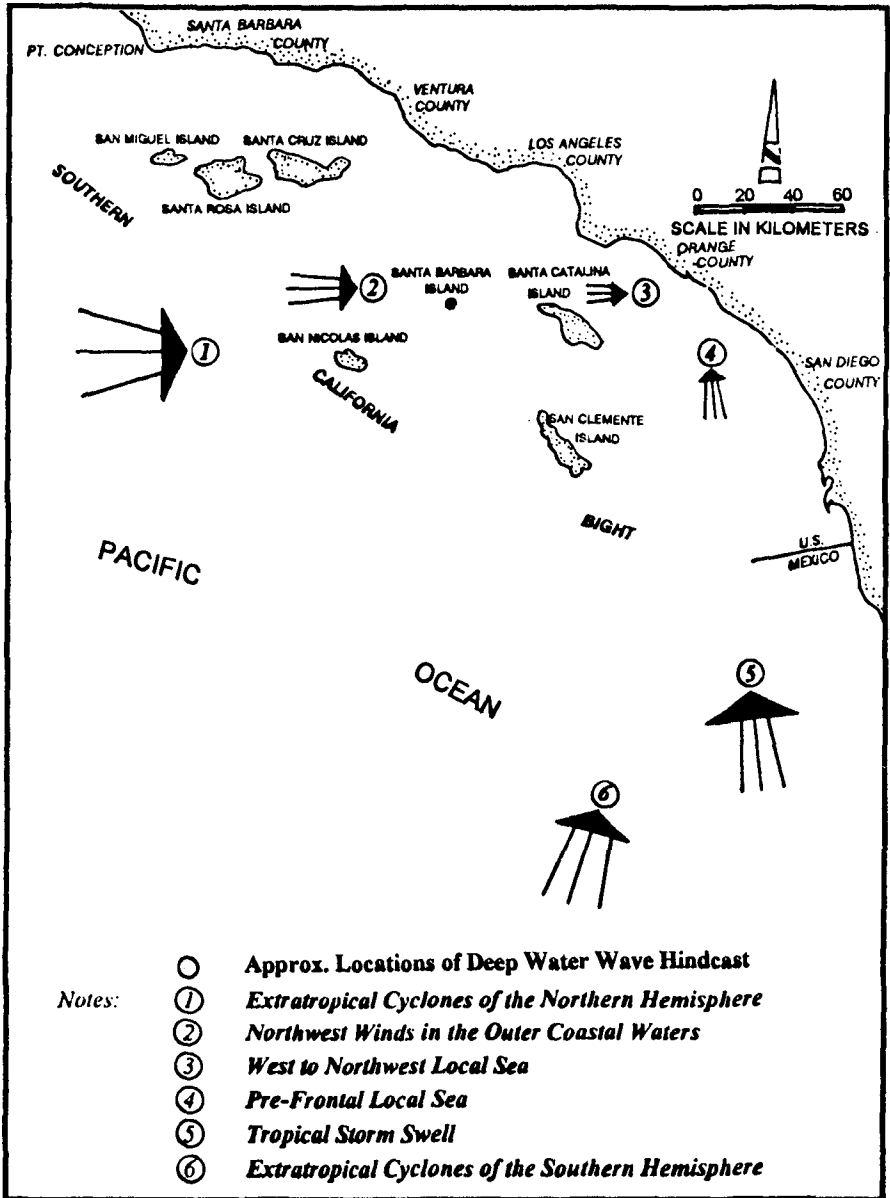 SANTA BARBARA
COUNTY
PT. CONCEPTION
VENTURA
COUNTY
LOS ANGELES
COUNTY
SAN MIGUEL ISLAND
SANTA CRUZ ISLAND
SANTA ROSA ISLAND
SOUTHERN
0 20 40 60
SCALE IN KILOMETERS
ORANGE
COUNTY
SANTA BARBARA
ISLAND
SANTA CATALINA
ISLAND
2
3
1
SAN NICOLAS ISLAND
CALIFORNIA
4
SAN DIEGO
COUNTY
SAN CLEMENTE
ISLAND
BIGHT
U.S.
MEXICO
PACIFIC
OCEAN
5
6
Approx. Locations of Deep Water Wave Hindcast
Notes: 1 Extratropical Cyclones of the Northern Hemisphere
2 Northwest Winds in the Outer Coastal Waters
3 West to Northwest Local Sea
4 Pre-Frontal Local Sea
5 Tropical Storm Swell
6 Extratropical Cyclones of the Southern Hemisphere